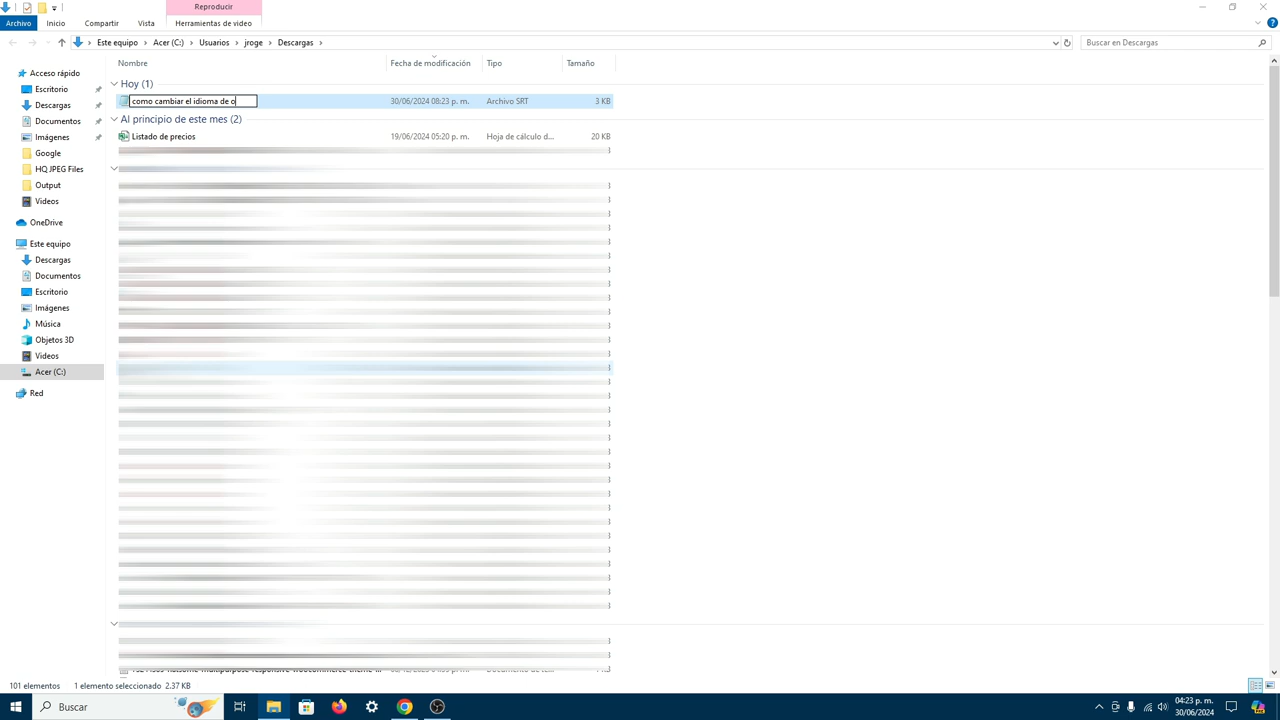 Reproducir
Archivo Inicio Compartir Vista Herramientas de video
Este equipo Acer (C:) Usuarios jroge Descargas
Buscar en Descargas
Nombre Fecha de modificación Tipo Tamaño
Acceso rápido
Escritorio
Descargas
Documentos
Imágenes
Google
HQ JPEG Files
Output
Videos
OneDrive
Este equipo
Descargas
Documentos
Escritorio
Imágenes
Música
Objetos 3D
Videos
Acer (C:)
Red
Hoy (1)
como cambiar el idioma de o 30/06/2024 08:23 p. m. Archivo SRT 3 KB
Al principio de este mes (2)
Listado de precios 19/06/2024 05:20 p. m. Hoja de cálculo d... 20 KB
101 elementos 1 elemento seleccionado 2,37 KB
Buscar
04:23 p. m.
30/06/2024